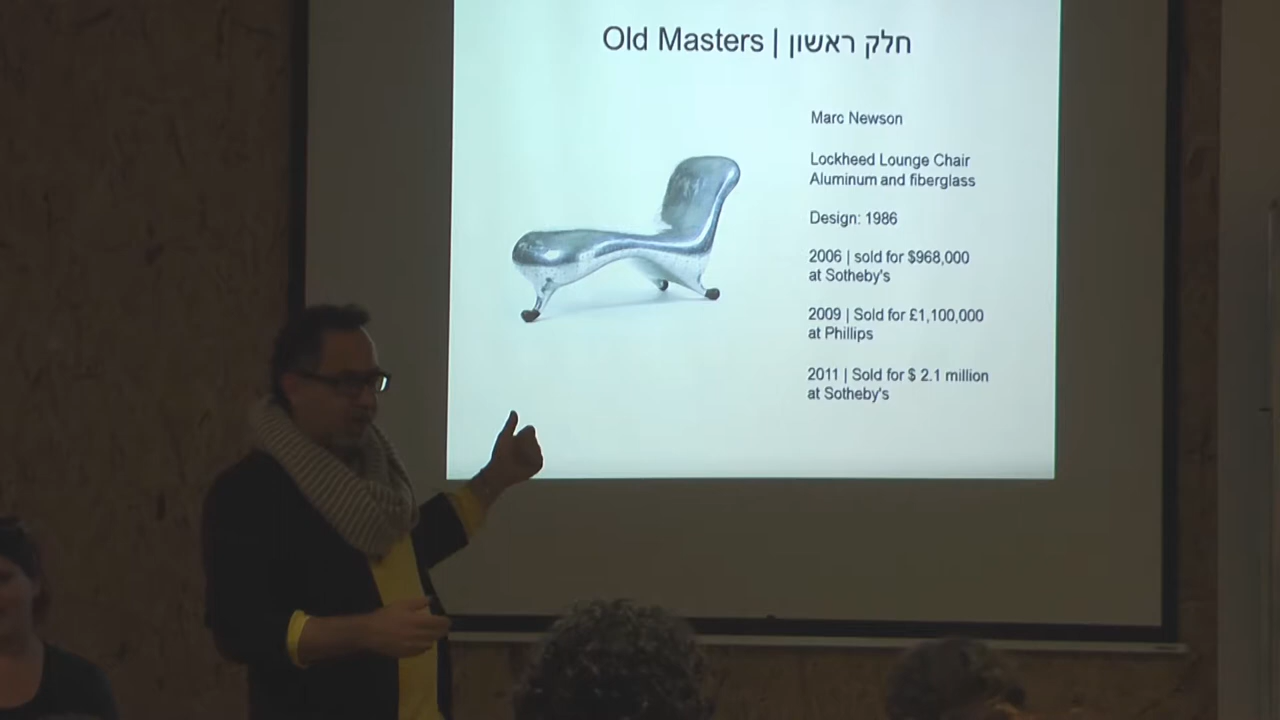 Old Masters | חלק ראשון
Marc Newson
Lockheed Lounge Chair
Aluminum and fiberglass
Design: 1986
2006 | sold for $968,000
at Sotheby's
2009 | Sold for £1,100,000
at Phillips
2011 | Sold for $ 2.1 million
at Sotheby's